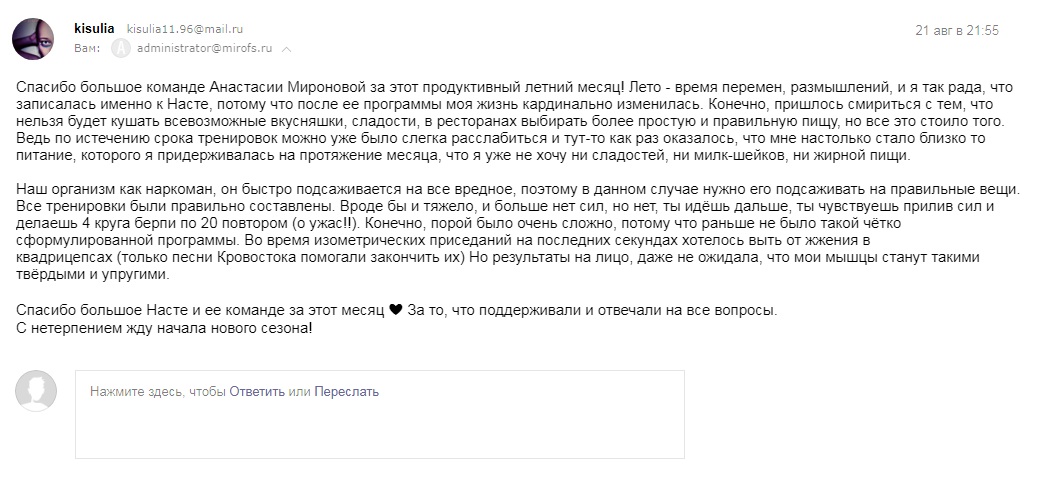 kisulia kisulia11.96@mail.ru
21 авг в 21:55
Вам: A administrator@mirofs.ru
Спасибо большое команде Анастасии Мироновой за этот продуктивный летний месяц! Лето - время перемен, размышлений, и я так рада, что
записалась именно к Насте, потому что после ее программы моя жизнь кардинально изменилась. Конечно, пришлось смириться с тем, что
нельзя будет кушать всевозможные вкусняшки, сладости, в ресторанах выбирать более простую и правильную пищу, но все это стоило того.
Ведь по истечению срока тренировок можно уже было слегка расслабиться и тут-то как раз оказалось, что мне настолько стало близко то
питание, которого я придерживалась на протяжение месяца, что я уже не хочу ни сладостей, ни милк-шейков, ни жирной пищи.
Наш организм как наркоман, он быстро подсаживается на все вредное, поэтому в данном случае нужно его подсаживать на правильные вещи.
Все тренировки были правильно составлены. Вроде бы и тяжело, и больше нет сил, но нет, ты идёшь дальше, ты чувствуешь прилив сил и
делаешь 4 круга берпи по 20 повтором (о ужас!!). Конечно, порой было очень сложно, потому что раньше не было такой чётко
сформулированной программы. Во время изометрических приседаний на последних секундах хотелось выть от жжения в
квадрицепсах (только песни Кровостока помогали закончить их) Но результаты на лицо, даже не ожидала, что мои мышцы станут такими
твёрдыми и упругими.
Спасибо большое Насте и ее команде за этот месяц ♥ За то, что поддерживали и отвечали на все вопросы.
С нетерпением жду начала нового сезона!
Нажмите здесь, чтобы Ответить или Переслать